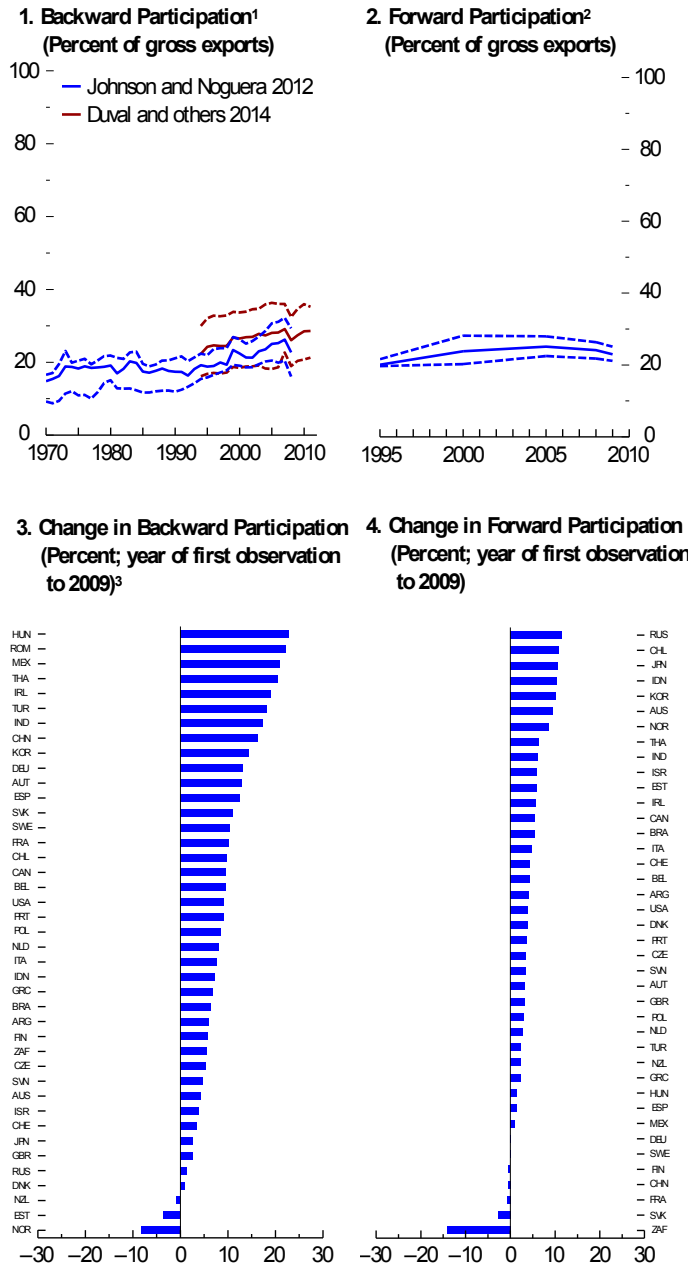 1. Backward Participation¹
(Percent of gross exports)
100
80
60
40
20
0
Johnson and Noguera 2012
Duval and others 2014
1970 1980 1990 2000 2010
2. Forward Participation²
(Percent of gross exports)
100
80
60
40
20
0
1995 2000 2005 2010
3. Change in Backward Participation
(Percent; year of first observation
to 2009)³
HUN
ROM
MEX
THA
IRL
TUR
IND
CHN
KOR
DEU
AUT
ESP
SVK
SWE
FRA
CHL
CAN
BEL
USA
PRT
POL
NLD
ITA
IDN
GRC
BRA
ARG
FIN
ZAF
CZE
SVN
AUS
ISR
CHE
JPN
GBR
RUS
DNK
NZL
EST
NOR
–30 –20 –10 0 10 20 30
4. Change in Forward Participation
(Percent; year of first observation
to 2009)
RUS
CHL
JPN
IDN
KOR
AUS
NOR
THA
IND
ISR
EST
IRL
CAN
BRA
ITA
CHE
BEL
ARG
USA
DNK
PRT
CZE
SVN
AUT
GBR
POL
NLD
TUR
NZL
GRC
HUN
ESP
MEX
DEU
SWE
FIN
CHN
FRA
SVK
ZAF
–30 –20 –10 0 10 20 30